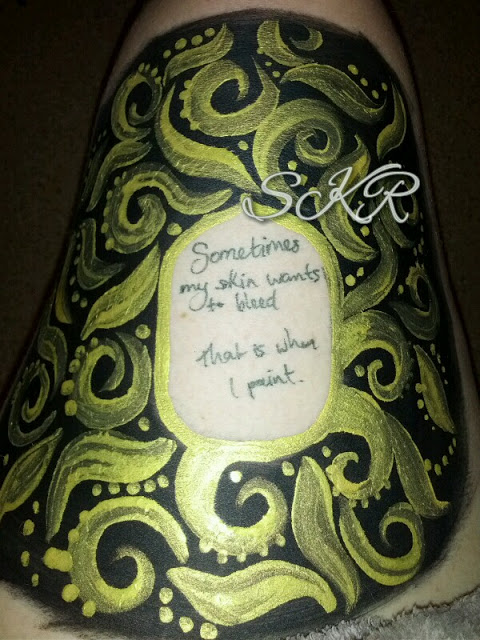 SKR
Sometimes
my skin wants
to bleed
That is when
I paint.